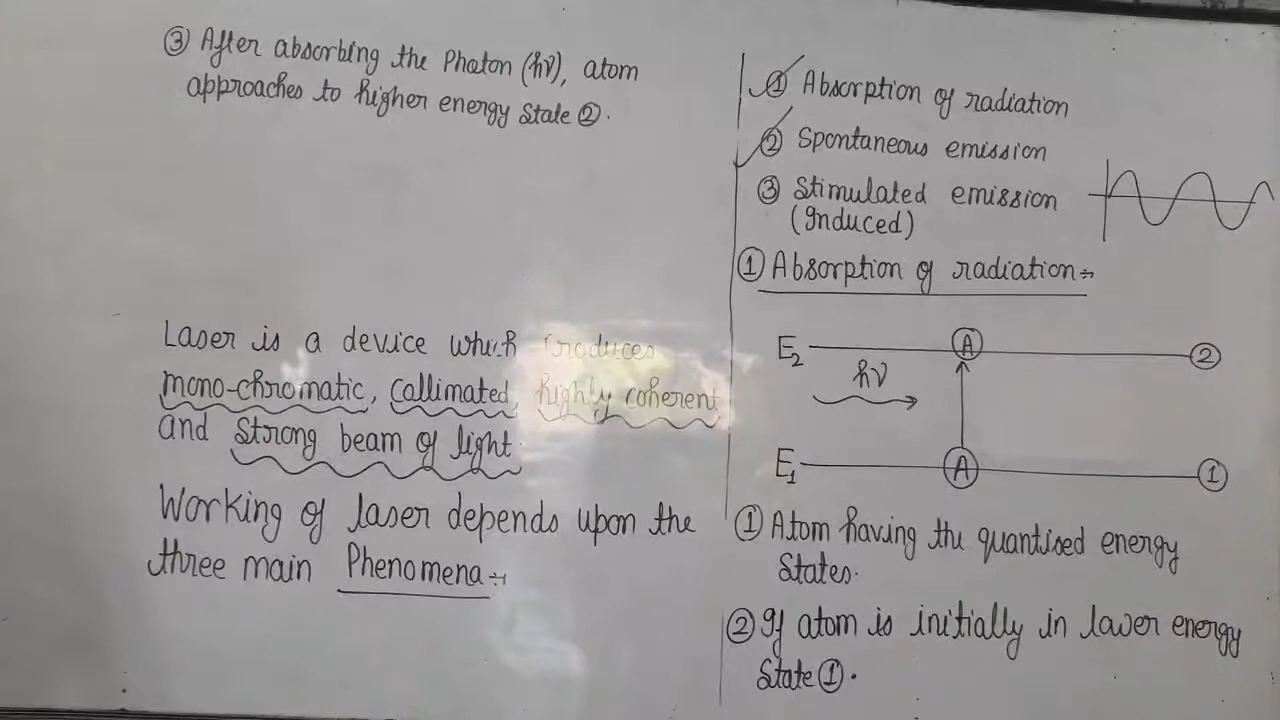 ③ After absorbing the Photon (hν), atom
approaches to higher energy State ②.
Laser is a device which produces
mono-chromatic, callimated, highly coherent
and strong beam of light.
Working of laser depends upon the
three main Phenomena:-
① Absorption of radiation
② Spontaneous emission
③ Stimulated emission
(Induced)
① Absorption of radiation:-
E₂ A ②
hν
E₁ A ①
① Atom having the quantised energy
States.
② If atom is initially in lower energy
State ①.